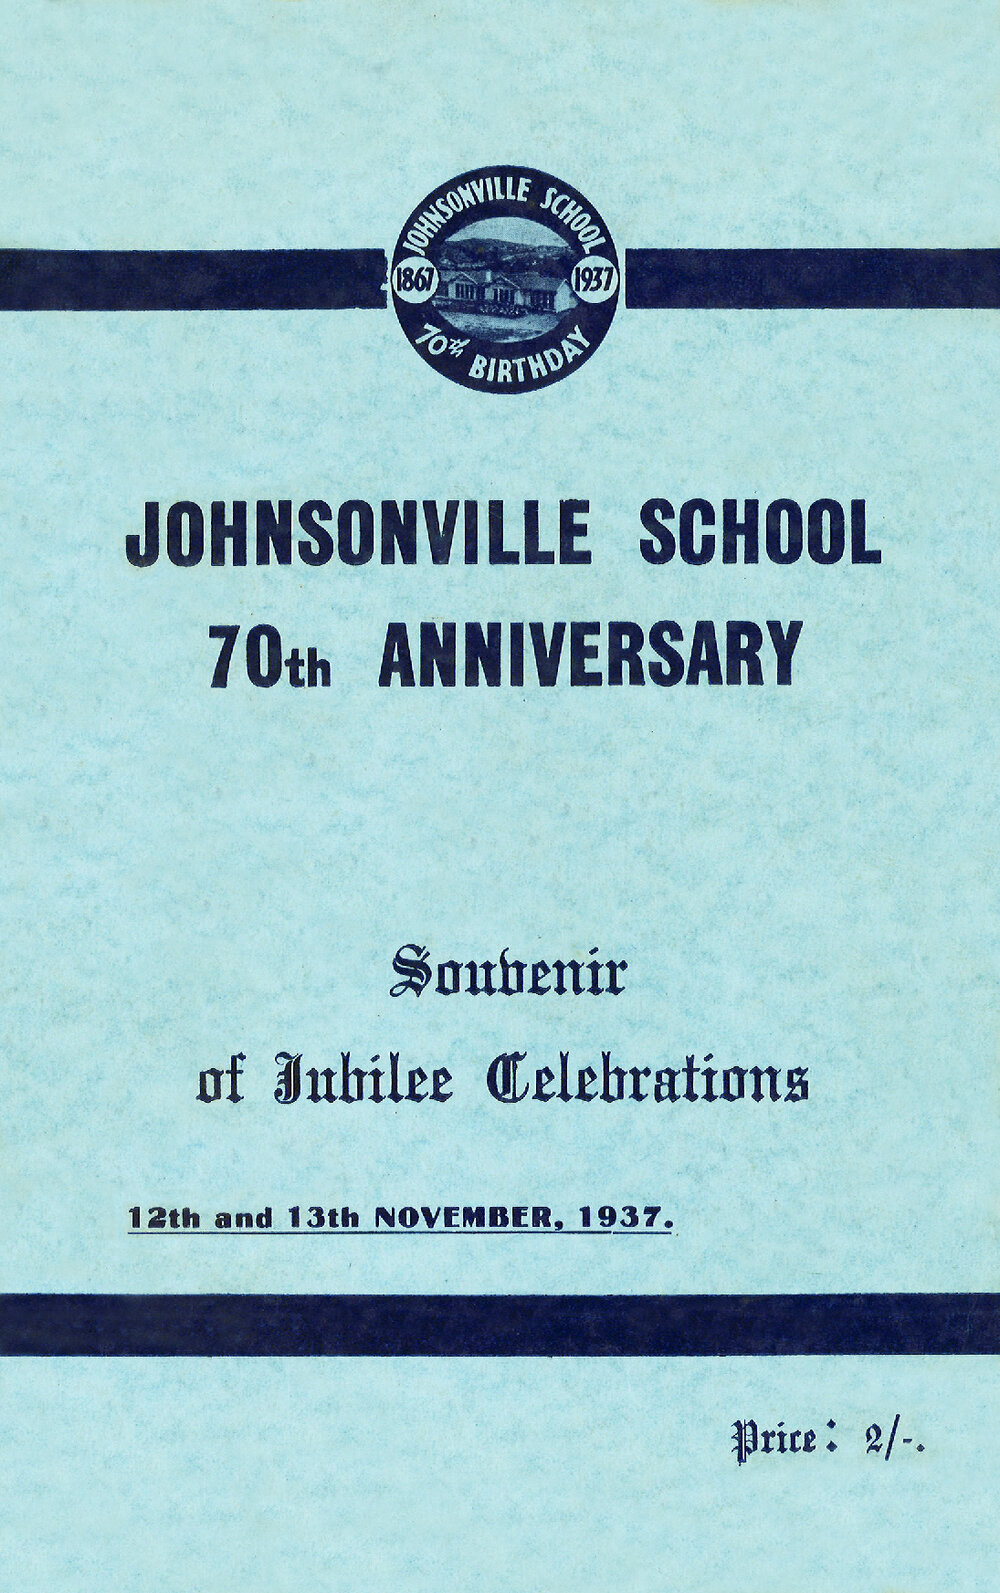 JOHNSONVILLE SCHOOL
1867 1937
70th BIRTHDAY
JOHNSONVILLE SCHOOL
70th ANNIVERSARY
Souvenir
of Jubilee Celebrations
12th and 13th NOVEMBER, 1937.
Price: 2/-.